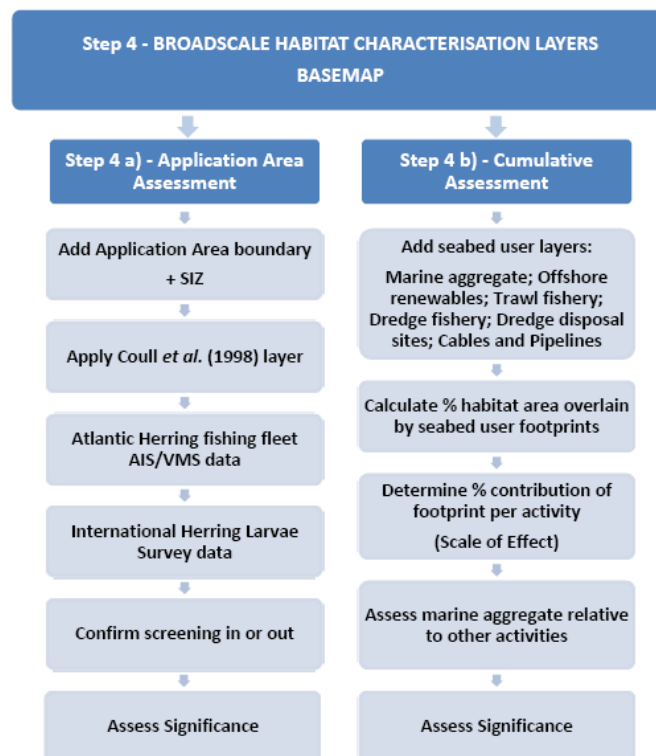 Step 4 - BROADSCALE HABITAT CHARACTERISATION LAYERS
BASEMAP
Step 4 a) - Application Area
Assessment
Add Application Area boundary
+ SIZ
Apply Coull et al. (1998) layer
Atlantic Herring fishing fleet
AIS/VMS data
International Herring Larvae
Survey data
Confirm screening in or out
Assess Significance
Step 4 b) - Cumulative
Assessment
Add seabed user layers:
Marine aggregate; Offshore
renewables; Trawl fishery;
Dredge fishery; Dredge disposal
sites; Cables and Pipelines
Calculate % habitat area overlain
by seabed user footprints
Determine % contribution of
footprint per activity
(Scale of Effect)
Assess marine aggregate relative
to other activities
Assess Significance